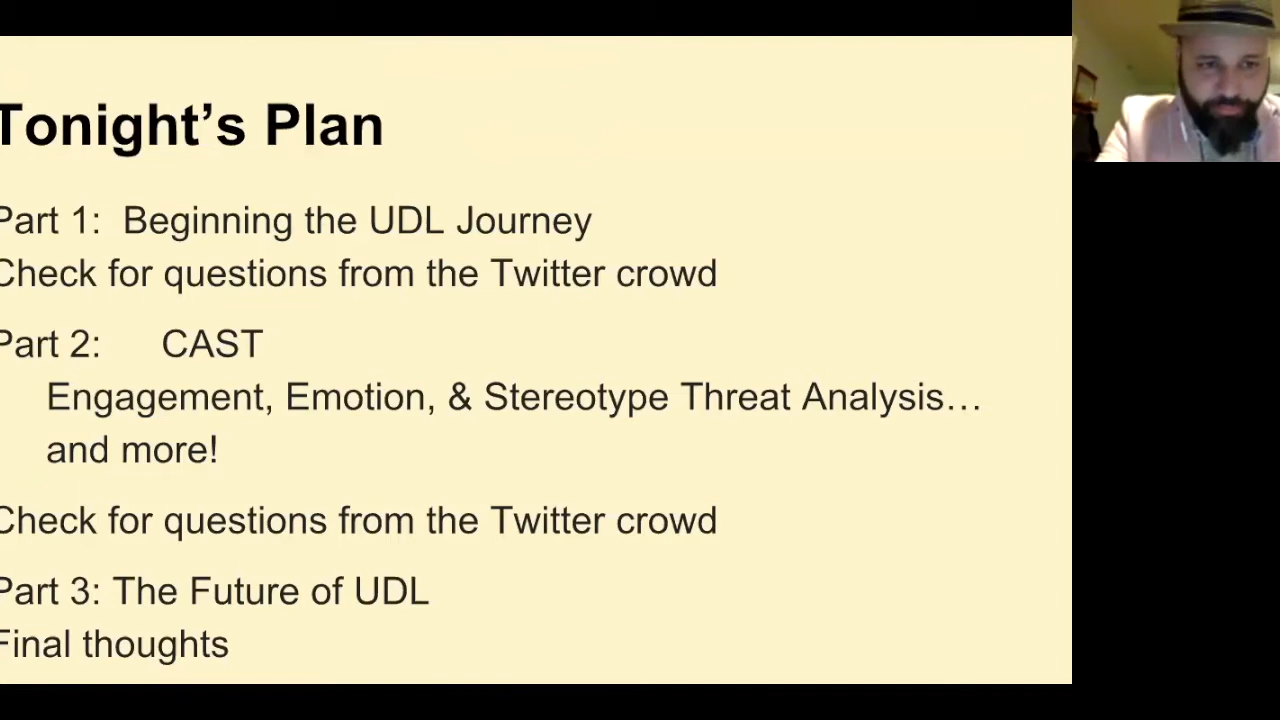 Tonight's Plan
Part 1: Beginning the UDL Journey
Check for questions from the Twitter crowd
Part 2: CAST
Engagement, Emotion, & Stereotype Threat Analysis…
and more!
Check for questions from the Twitter crowd
Part 3: The Future of UDL
Final thoughts